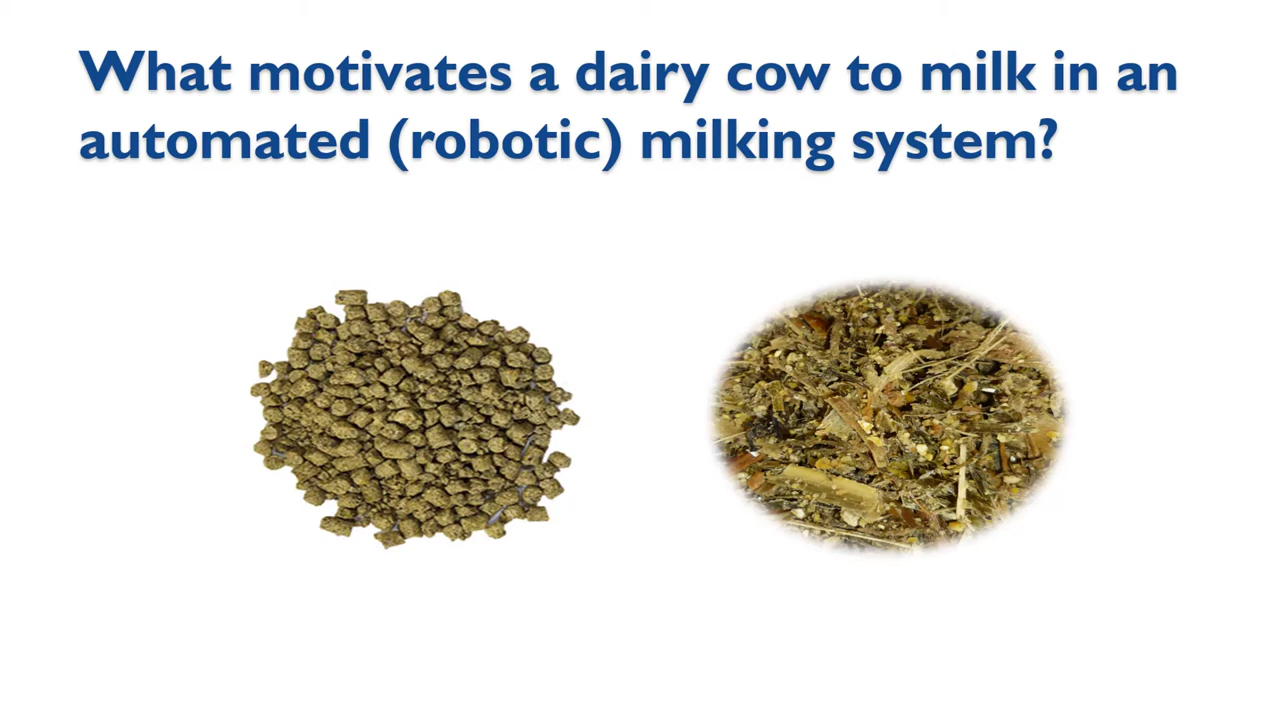 What motivates a dairy cow to milk in an
automated (robotic) milking system?